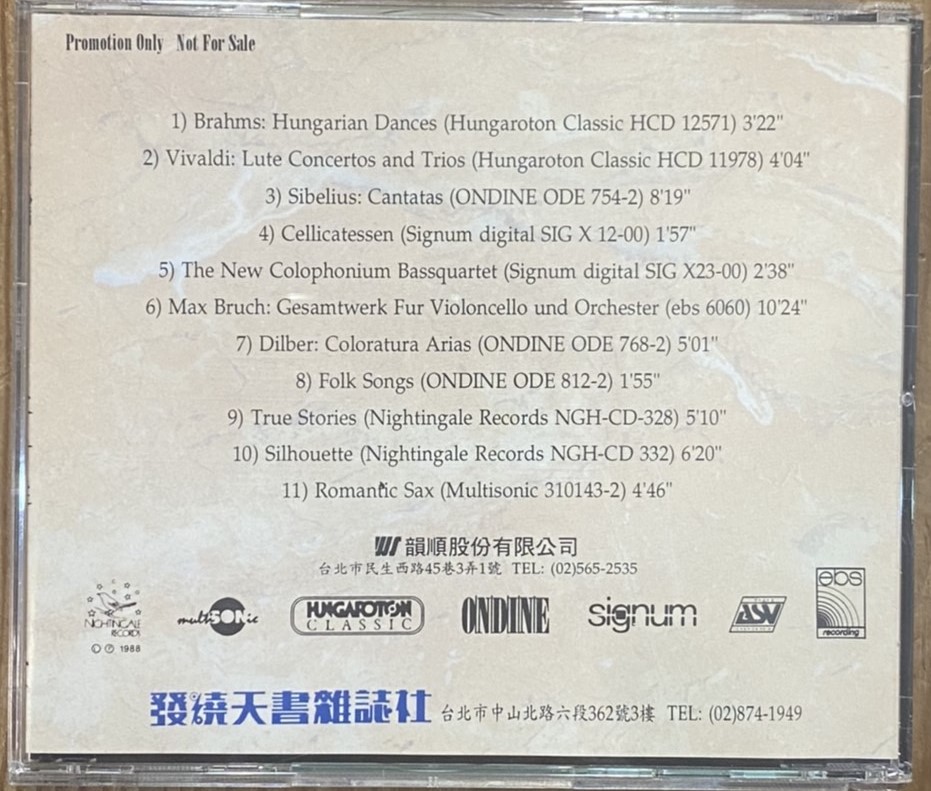 Promotion Only Not For Sale
1) Brahms: Hungarian Dances (Hungaroton Classic HCD 12571) 3'22"
2) Vivaldi: Lute Concertos and Trios (Hungaroton Classic HCD 11978) 4'04"
3) Sibelius: Cantatas (ONDINE ODE 754-2) 8'19"
4) Cellicatessen (Signum digital SIG X 12-00) 1'57"
5) The New Colophonium Bassquartet (Signum digital SIG X23-00) 2'38"
6) Max Bruch: Gesamtwerk Fur Violoncello und Orchester (ebs 6060) 10'24"
7) Dilber: Coloratura Arias (ONDINE ODE 768-2) 5'01"
8) Folk Songs (ONDINE ODE 812-2) 1'55"
9) True Stories (Nightingale Records NGH-CD-328) 5'10"
10) Silhouette (Nightingale Records NGH-CD 332) 6'20"
11) Romantic Sax (Multisonic 310143-2) 4'46"
WS 韻順股份有限公司
台北市民生西路45巷3弄1號 TEL: (02)565-2535
NIGHTINGALE RECORDS
© ℗ 1988
multiSONic
HUNGAROTON CLASSIC
ONDINE
signum
ASV
ebs recording
發燒天書雜誌社 台北市中山北路六段362號3樓 TEL: (02)874-1949